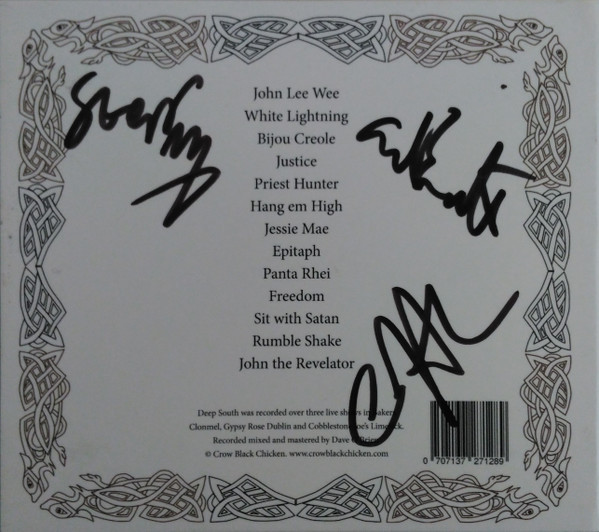 John Lee Wee
White Lightning
Bijou Creole
Justice
Priest Hunter
Hang em High
Jessie Mae
Epitaph
Panta Rhei
Freedom
Sit with Satan
Rumble Shake
John the Revelator
Deep South was recorded over three live shows in Baker
Clonmel, Gypsy Rose Dublin and Cobblestone Joe's Limerick.
Recorded mixed and mastered by Dave O'Brien
© Crow Black Chicken. www.crowblackchicken.com
0 707137 271289